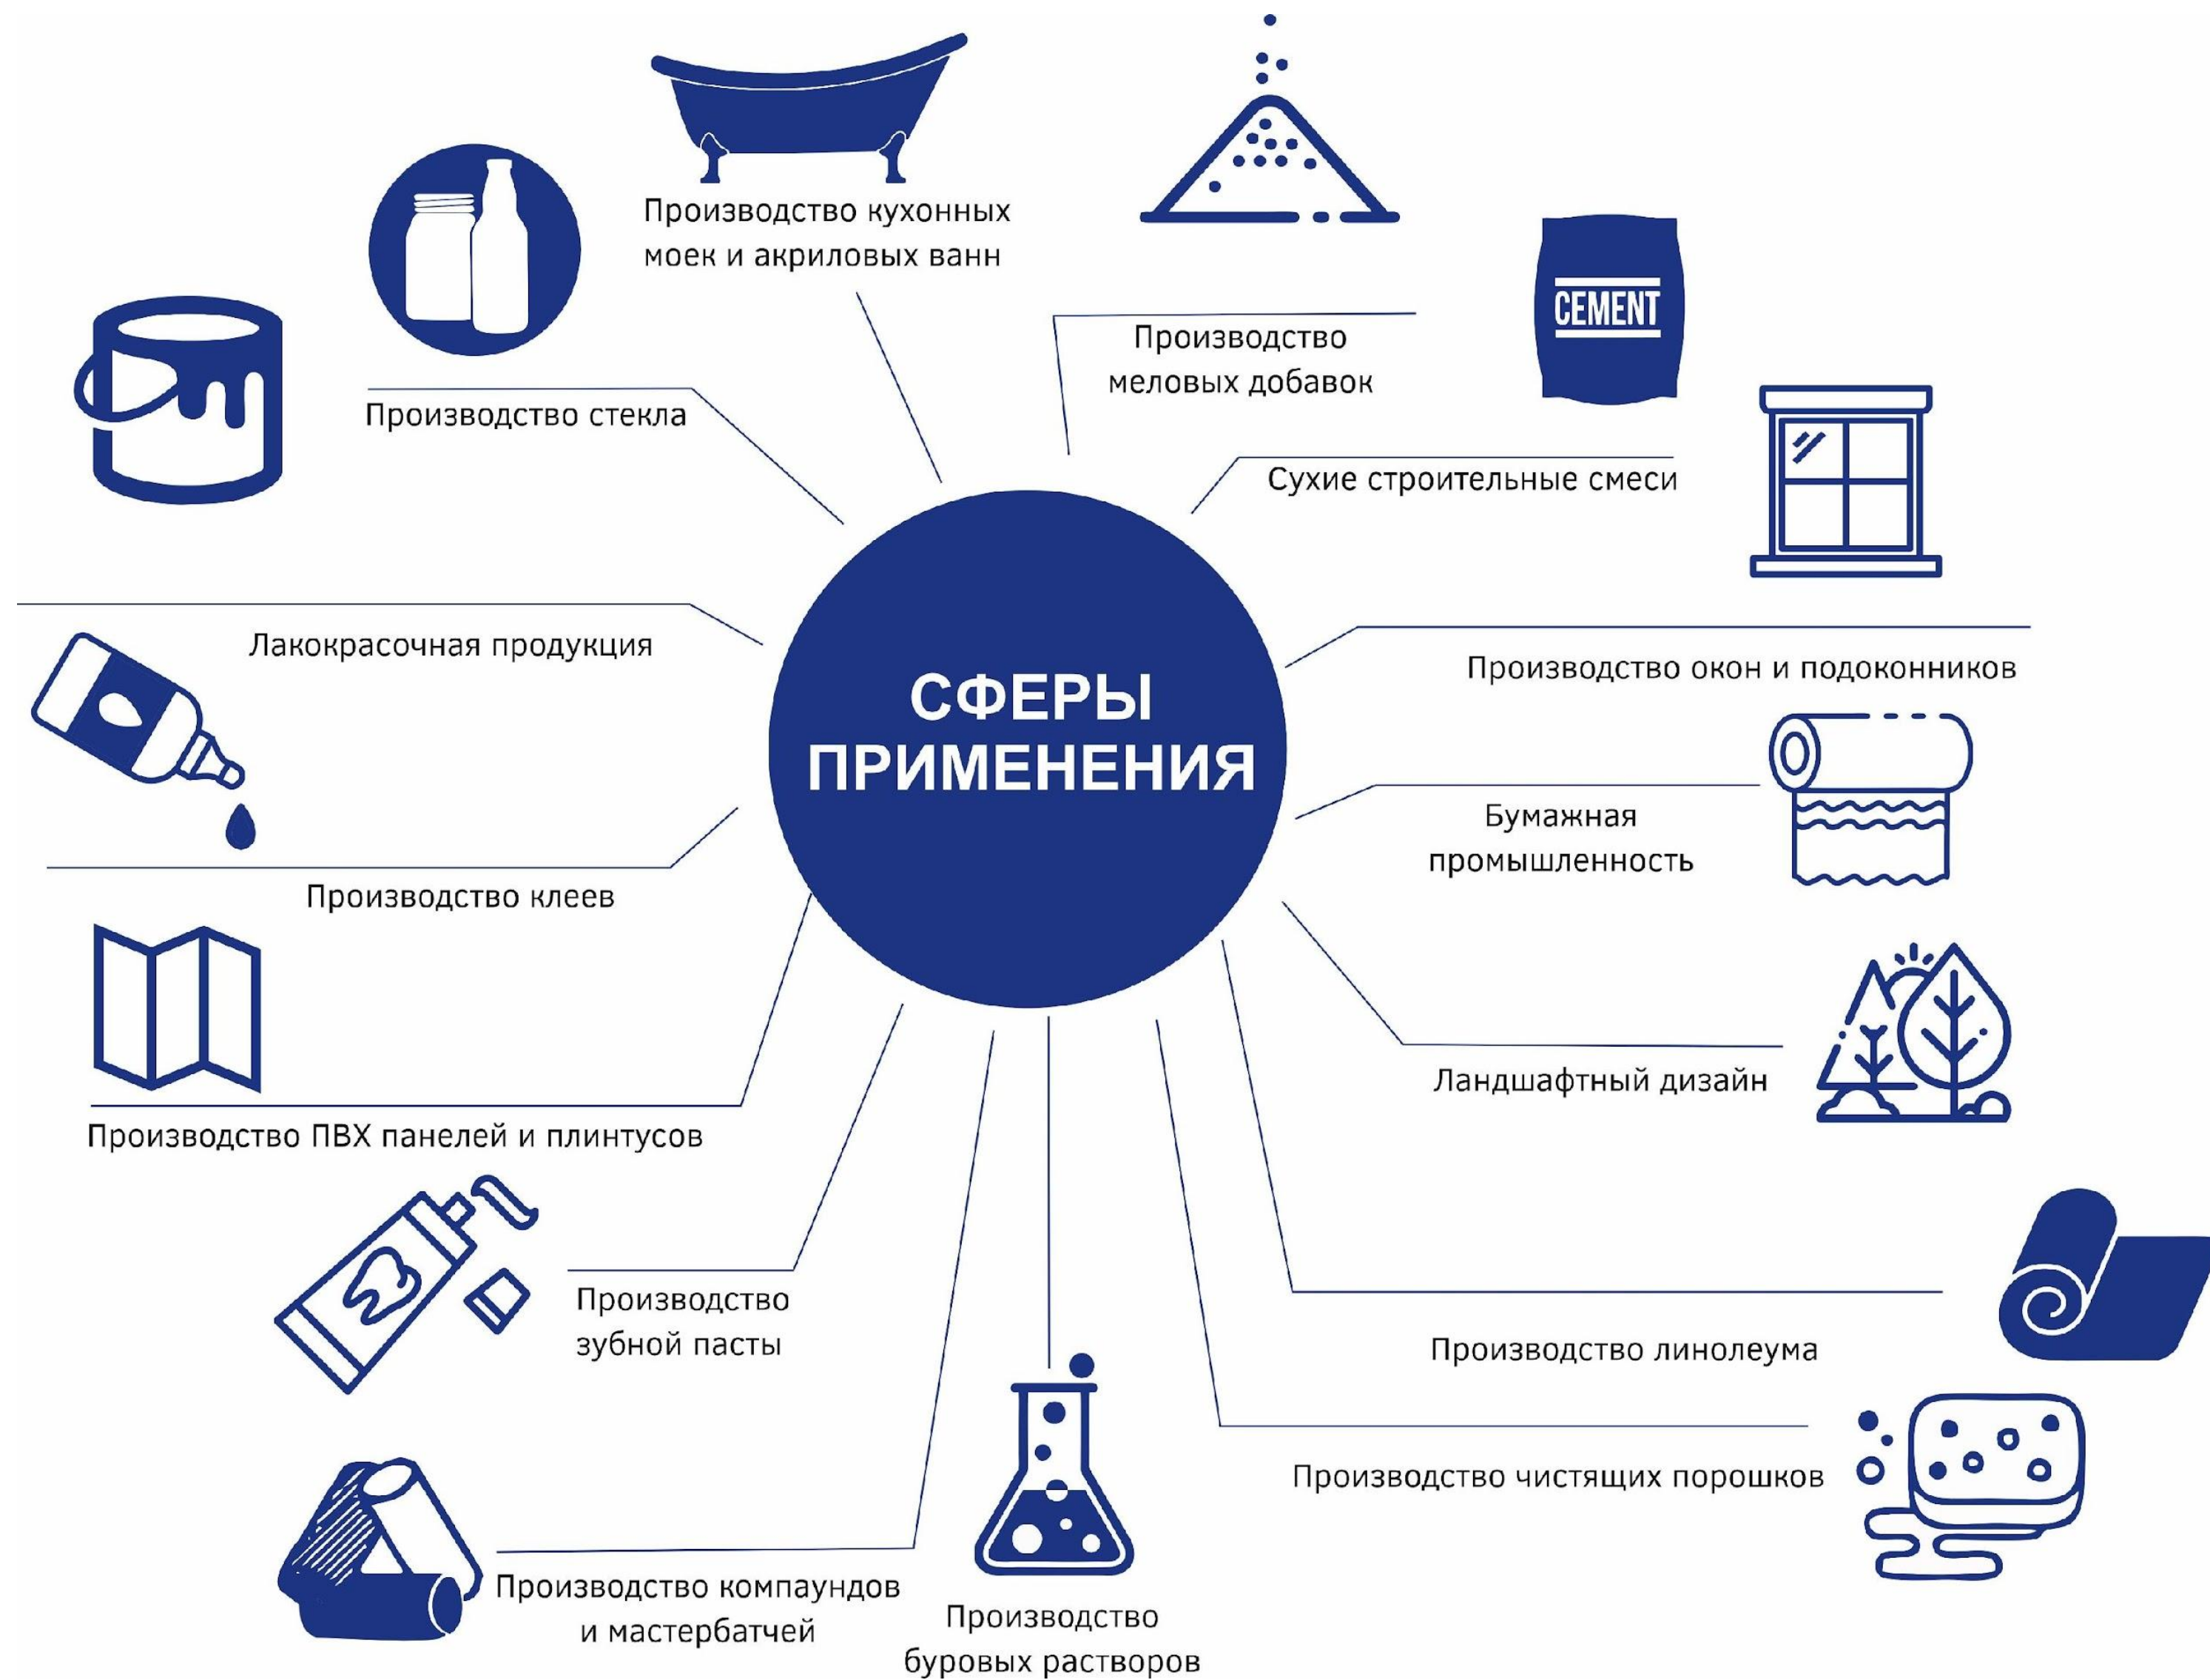 Производство кухонных
моек и акриловых ванн
Производство
меловых добавок
CEMENT
Сухие строительные смеси
Производство стекла
Лакокрасочная продукция
СФЕРЫ
ПРИМЕНЕНИЯ
Производство окон и подоконников
Бумажная
промышленность
Производство клеев
Ландшафтный дизайн
Производство ПВХ панелей и плинтусов
Производство
зубной пасты
Производство линолеума
Производство чистящих порошков
Производство компаундов
и мастербатчей
Производство
буровых растворов